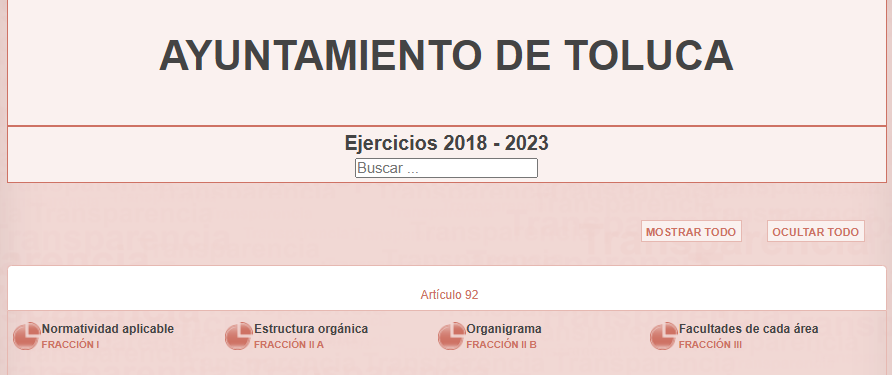 AYUNTAMIENTO DE TOLUCA
Ejercicios 2018 - 2023
Buscar ...
MOSTRAR TODO OCULTAR TODO
Artículo 92
Normatividad aplicable Estructura orgánica Organigrama Facultades de cada área
FRACCIÓN I FRACCIÓN II A FRACCIÓN II B FRACCIÓN III